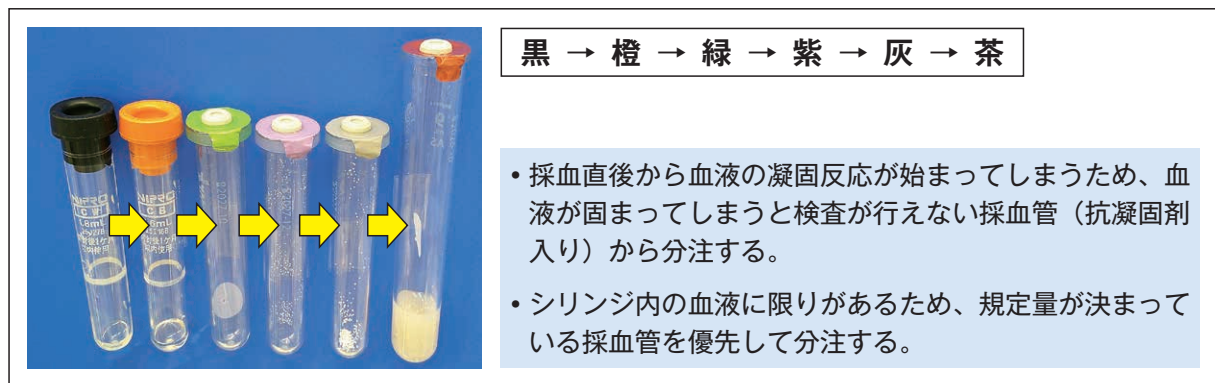 黒 → 橙 → 緑 → 紫 → 灰 → 茶
• 採血直後から血液の凝固反応が始まってしまうため、血
液が固まってしまうと検査が行えない採血管（抗凝固剤
入り）から分注する。
• シリンジ内の血液に限りがあるため、規定量が決まって
いる採血管を優先して分注する。
NIPRO
CW
NIPRO
CB